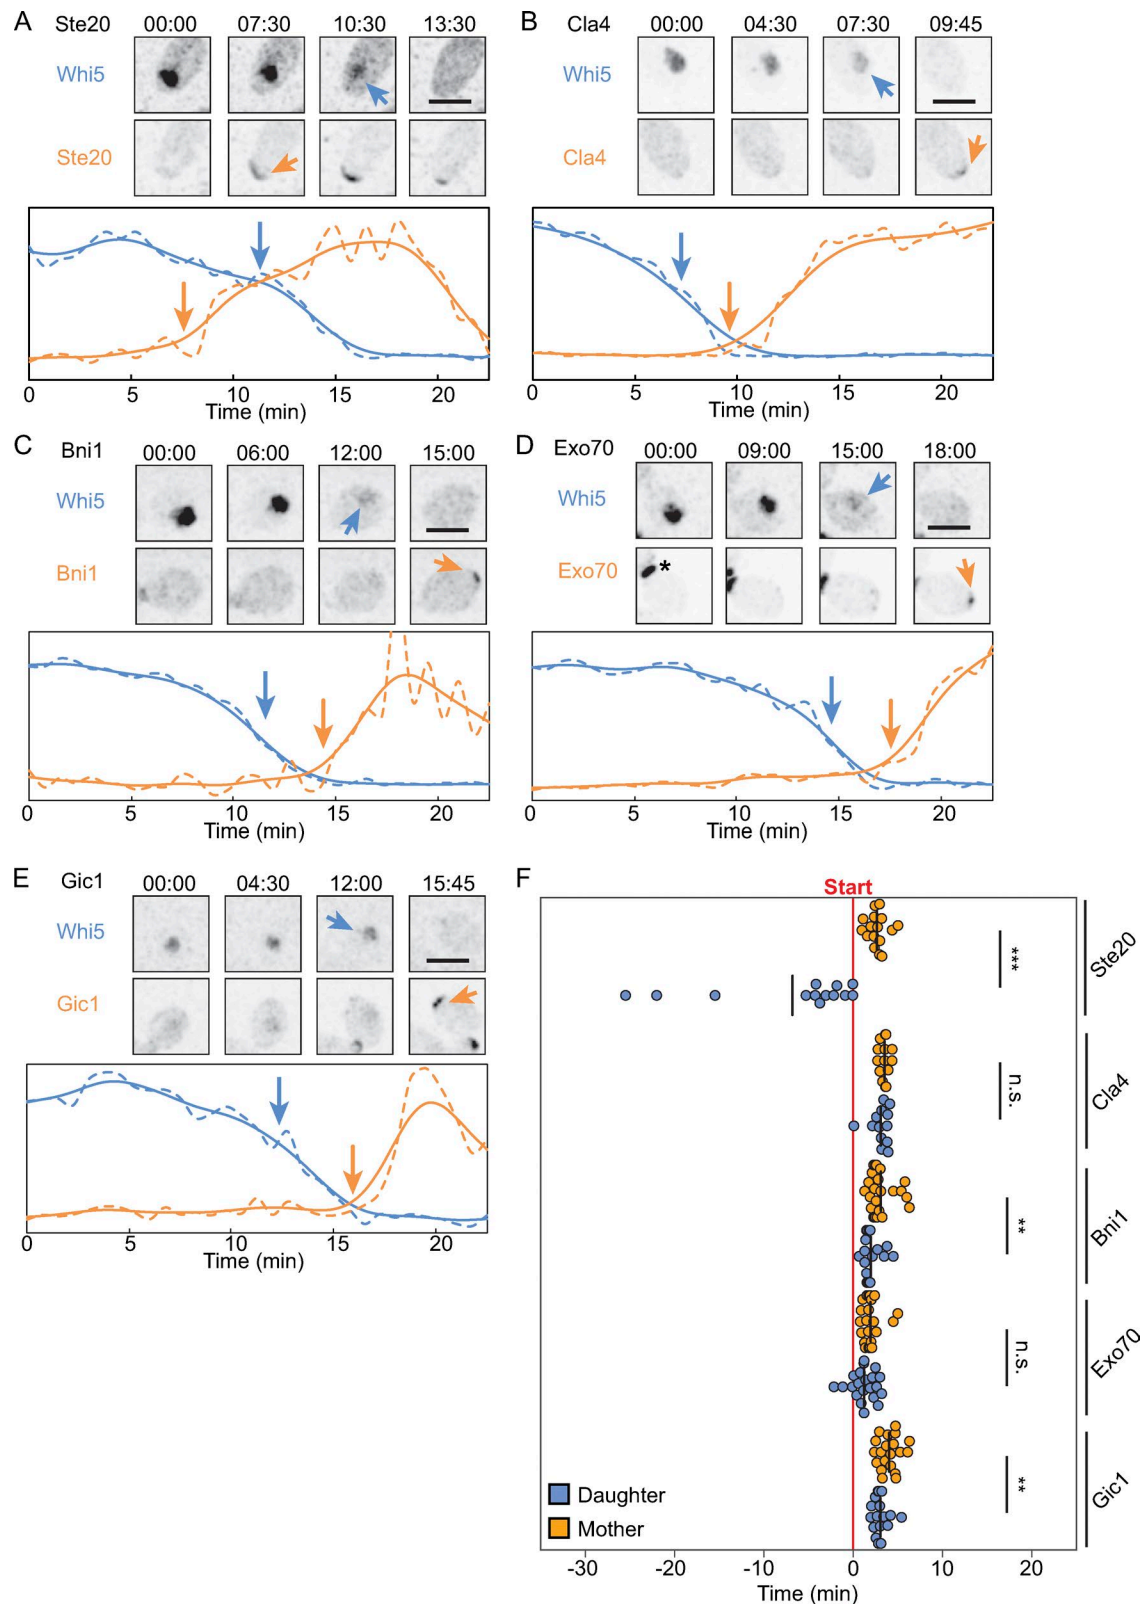 A Ste20 00:00 07:30 10:30 13:30
Whi5
Ste20
0 5 10 15 20
Time (min)
B Cla4 00:00 04:30 07:30 09:45
Whi5
Cla4
5 10 15 20
0
Time (min)
C Bni1 00:00 06:00 12:00 15:00
Whi5
Bni1
0 5 10 15 20
Time (min)
D Exo70 00:00 09:00 15:00 18:00
Whi5
Exo70 *
0 5 10 15 20
Time (min)
E Gic1 00:00 04:30 12:00 15:45
Whi5
Gic1
0 5 10 15 20
Time (min)
F
Start
*** Ste20
n.s. Cla4
** Bni1
n.s. Exo70
** Gic1
Daughter
Mother
-30 -20 -10 0 10 20
Time (min)